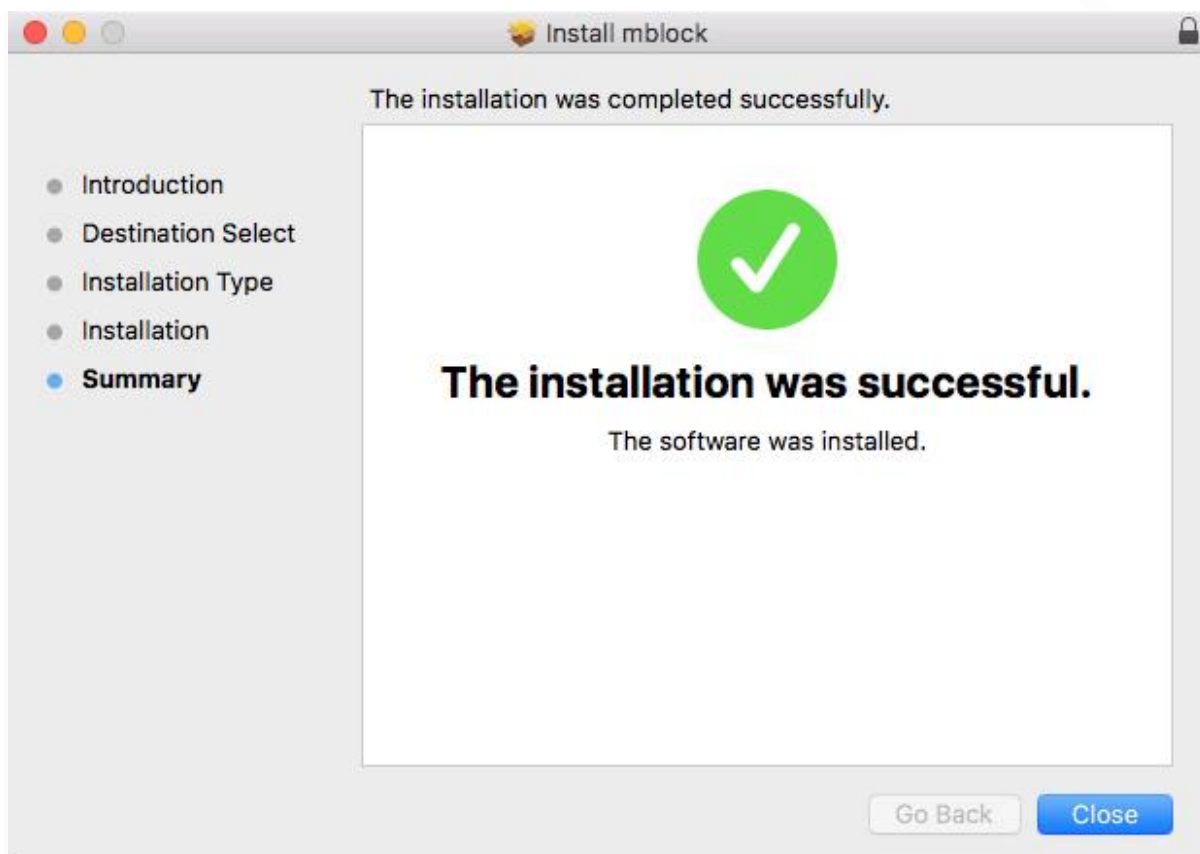 Install mblock
The installation was completed successfully.
Introduction
Destination Select
Installation Type
Installation
Summary
The installation was successful.
The software was installed.
Go Back
Close